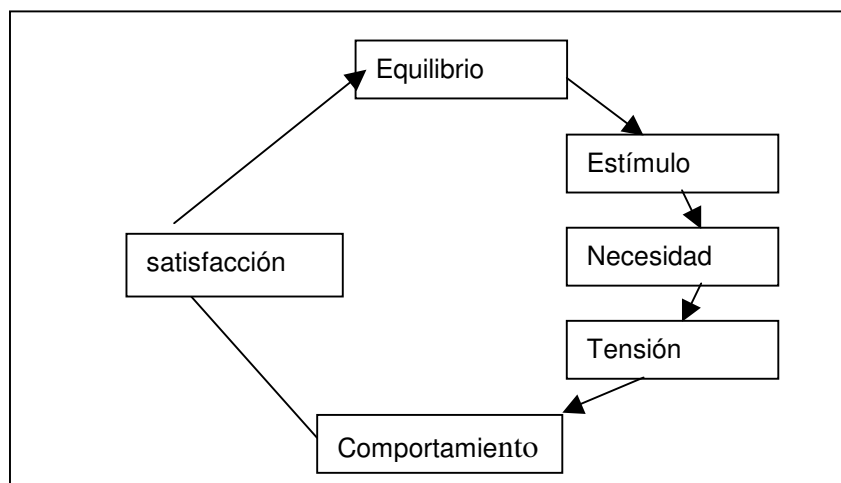 Equilibrio
Estímulo
Necesidad
Tensión
Comportamiento
satisfacción